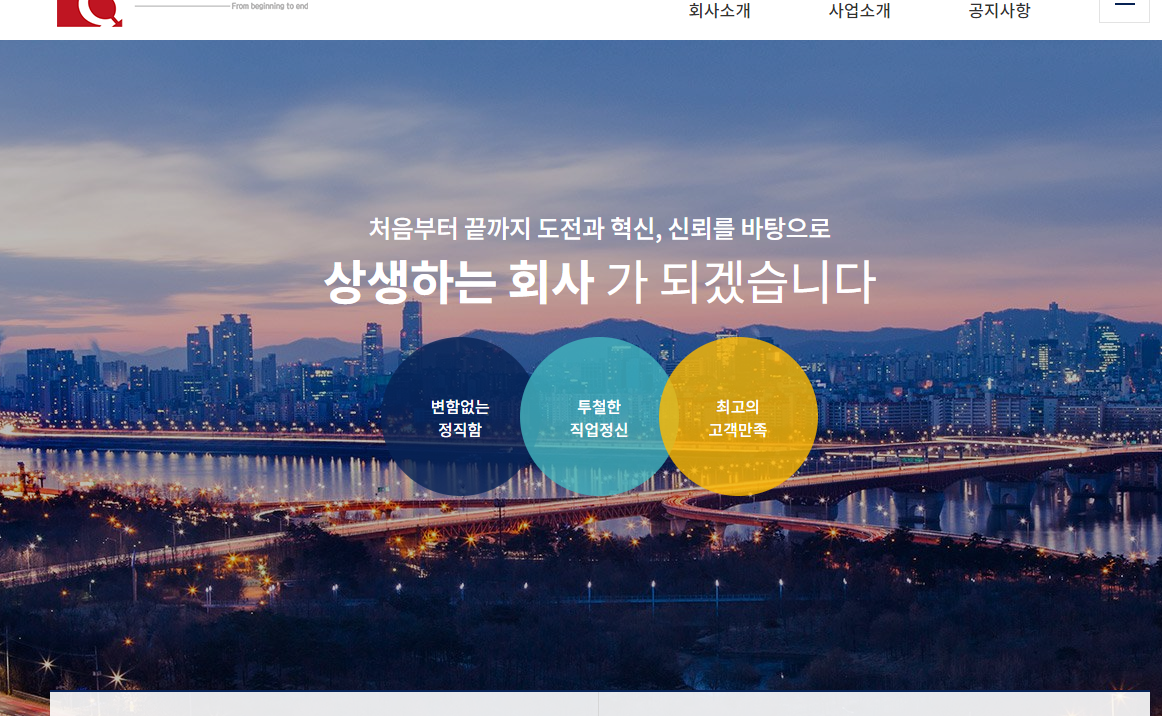 From beginning to end
회사소개
사업소개
공지사항
처음부터 끝까지 도전과 혁신, 신뢰를 바탕으로
상생하는 회사 가 되겠습니다
변함없는
정직함
투철한
직업정신
최고의
고객만족